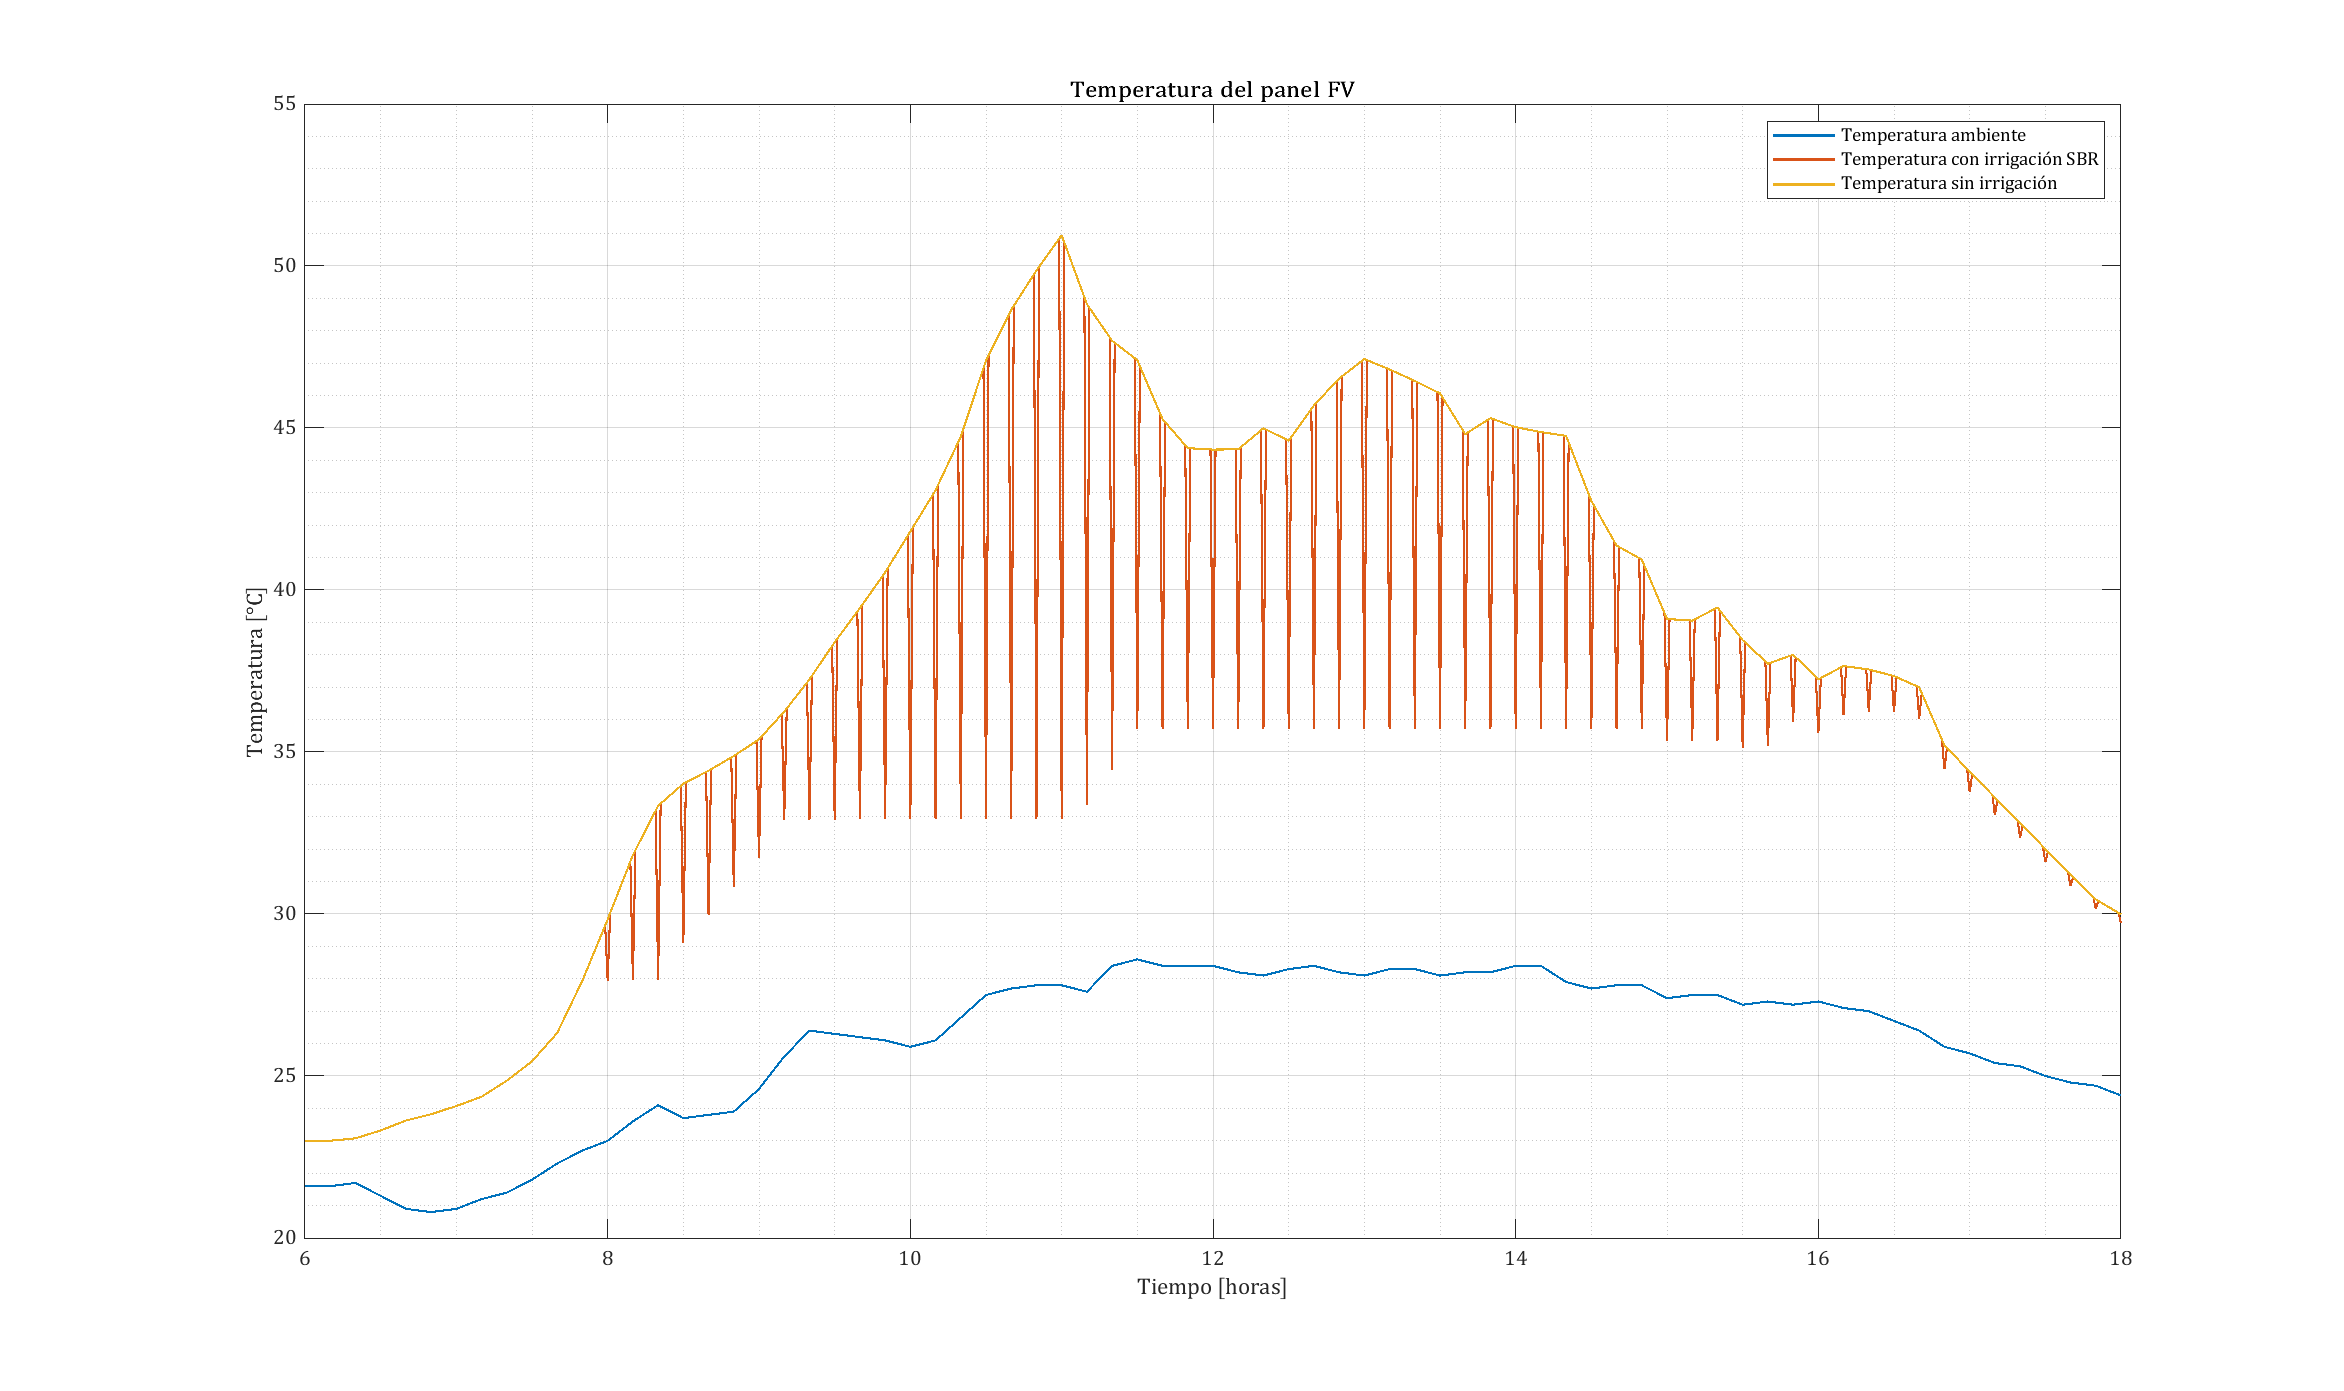 Temperatura del panel FV
Temperatura ambiente
Temperatura con irrigación SBR
Temperatura sin irrigación
55
50
45
40
35
30
25
20
Temperatura [°C]
6 8 10 12 14 16 18
Tiempo [horas]